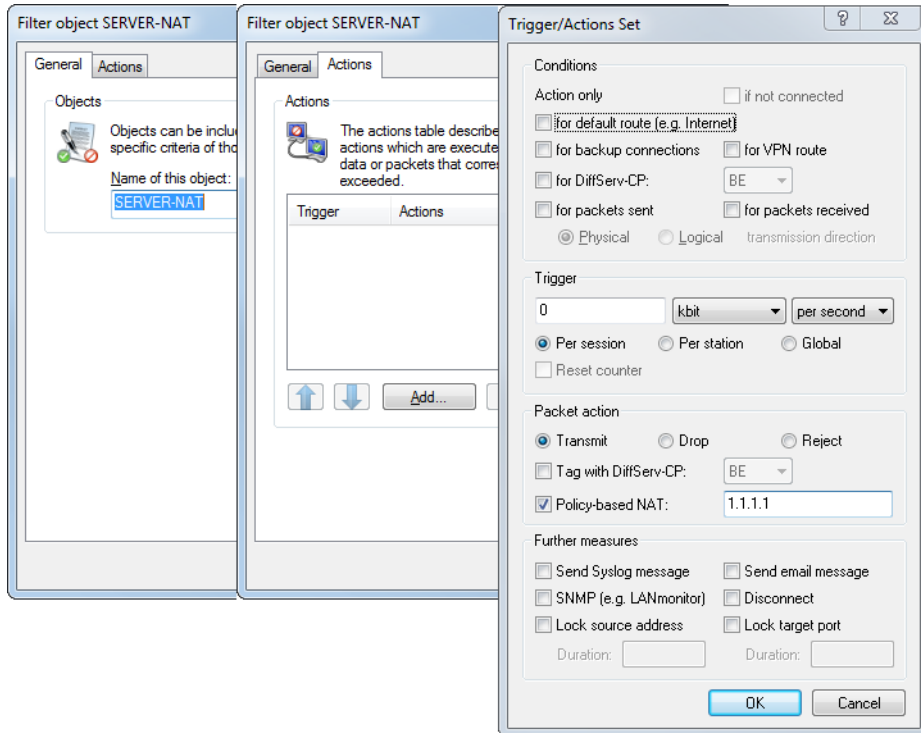 Filter object SERVER-NAT
General Actions
Objects
Objects can be inclu
specific criteria of tho
Name of this object:
SERVER-NAT
Filter object SERVER-NAT
General Actions
Actions
The actions table describe
actions which are execute
data or packets that corres
exceeded.
Trigger Actions
Add...
Trigger/Actions Set
Conditions
Action only if not connected
for default route (e.g. Internet)
for backup connections for VPN route
for DiffServ-CP: BE
for packets sent for packets received
Physical Logical transmission direction
Trigger
0 kbit per second
Per session Per station Global
Reset counter
Packet action
Transmit Drop Reject
Tag with DiffServ-CP: BE
Policy-based NAT: 1.1.1.1
Further measures
Send Syslog message Send email message
SNMP (e.g. LANmonitor) Disconnect
Lock source address Lock target port
Duration: Duration:
OK Cancel